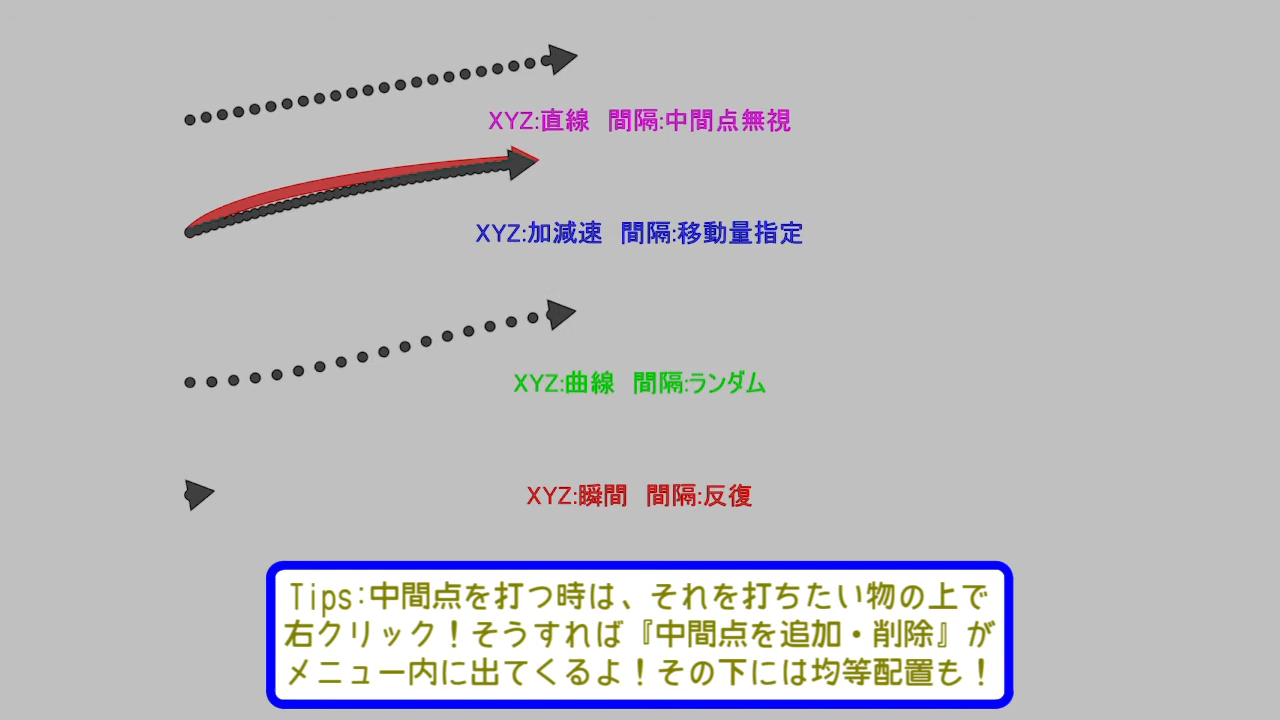 XYZ:直線　間隔:中間点無視
XYZ:加減速　間隔:移動量指定
XYZ:曲線　間隔:ランダム
XYZ:瞬間　間隔:反復
Tips:中間点を打つ時は、それを打ちたい物の上で
右クリック！そうすれば『中間点を追加・削除』が
メニュー内に出てくるよ！その下には均等配置も！